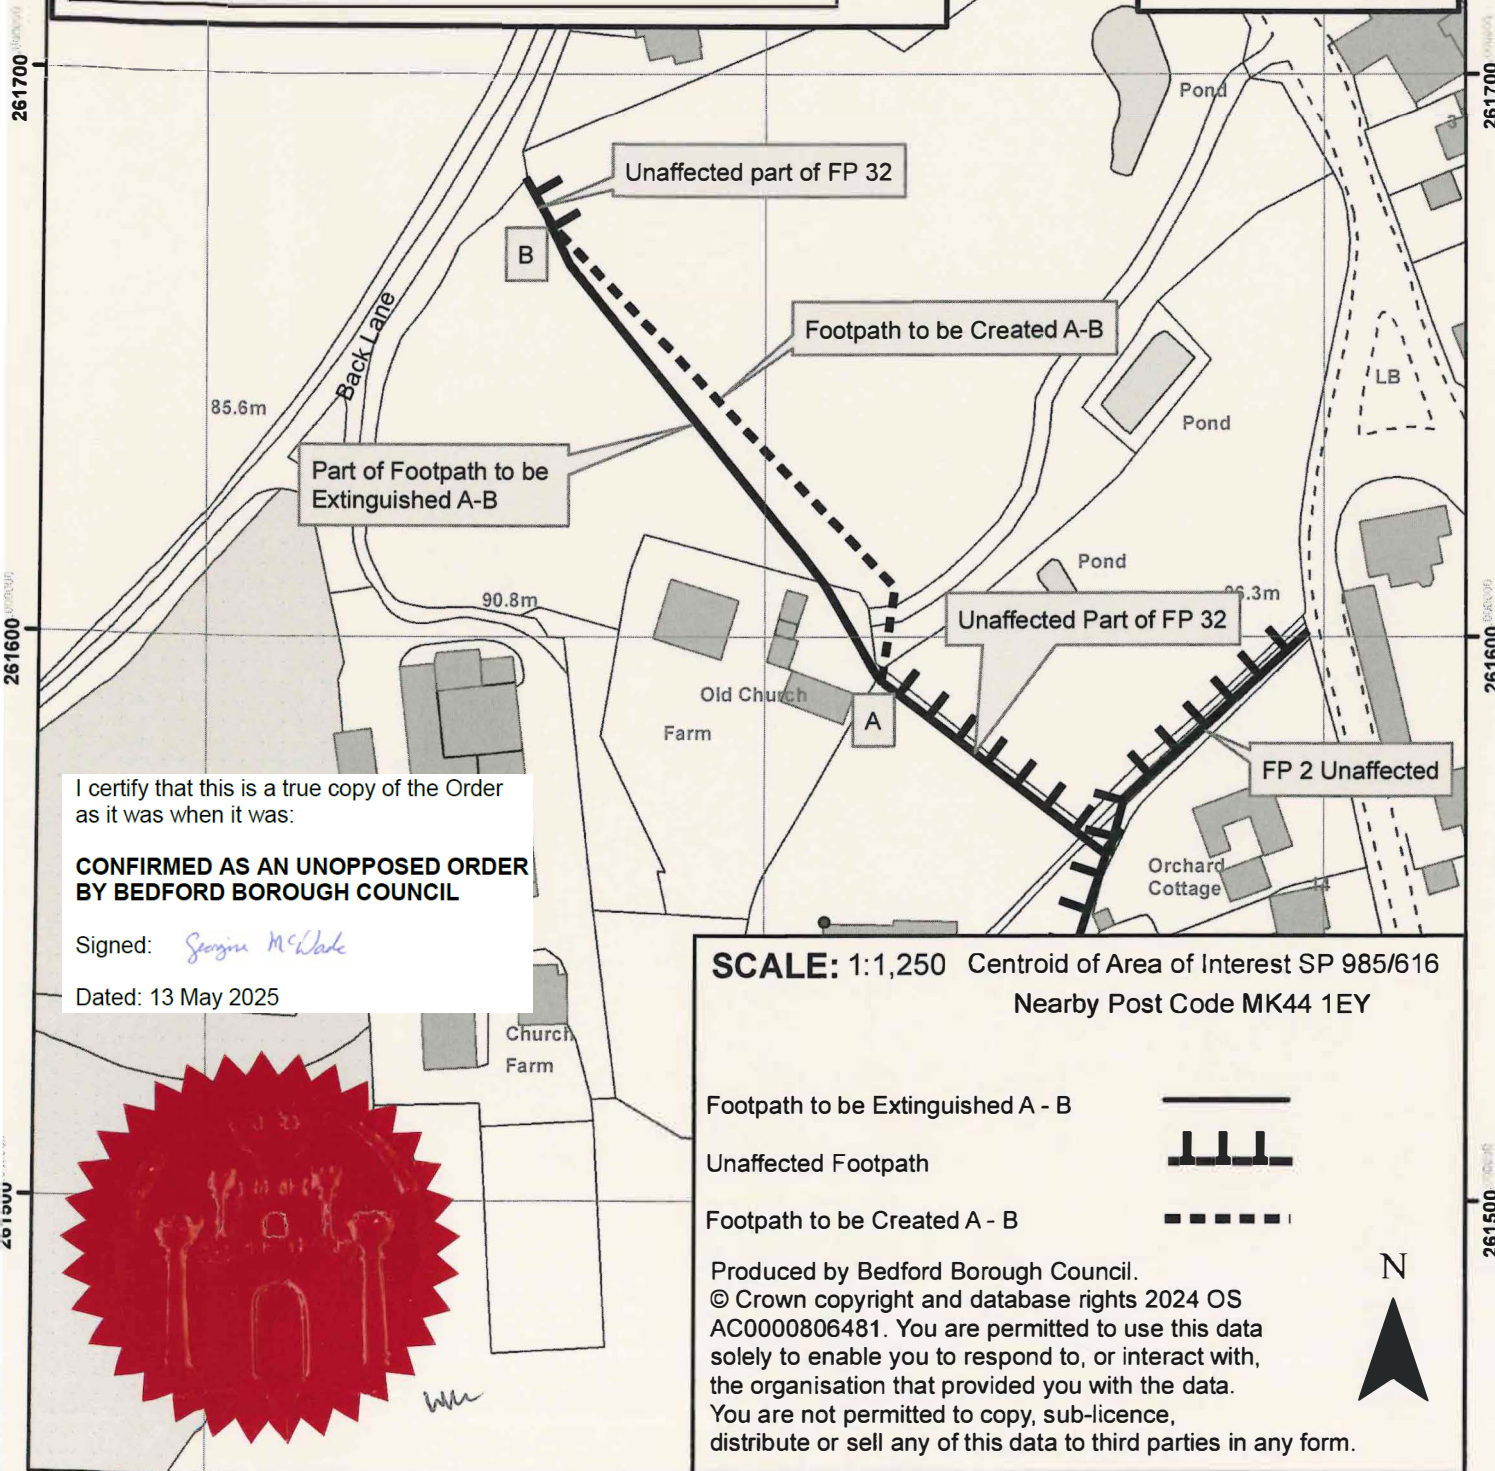 261700
261700
Pond
3
Unaffected part of FP 32
B
Footpath to be Created A-B
Back Lane
LB
85.6m
Pond
Part of Footpath to be
Extinguished A-B
Pond
90.8m
6.3m
Unaffected Part of FP 32
261600
261600
Old Church
Farm
A
FP 2 Unaffected
I certify that this is a true copy of the Order
as it was when it was:
CONFIRMED AS AN UNOPPOSED ORDER
BY BEDFORD BOROUGH COUNCIL
Signed: Georgina McWade
Dated: 13 May 2025
Orchard
Cottage
14
Church
Farm
SCALE: 1:1,250 Centroid of Area of Interest SP 985/616
Nearby Post Code MK44 1EY
Footpath to be Extinguished A - B
Unaffected Footpath
Footpath to be Created A - B
261500
261500
Produced by Bedford Borough Council.
© Crown copyright and database rights 2024 OS
AC0000806481. You are permitted to use this data
solely to enable you to respond to, or interact with,
the organisation that provided you with the data.
You are not permitted to copy, sub-licence,
distribute or sell any of this data to third parties in any form.
N